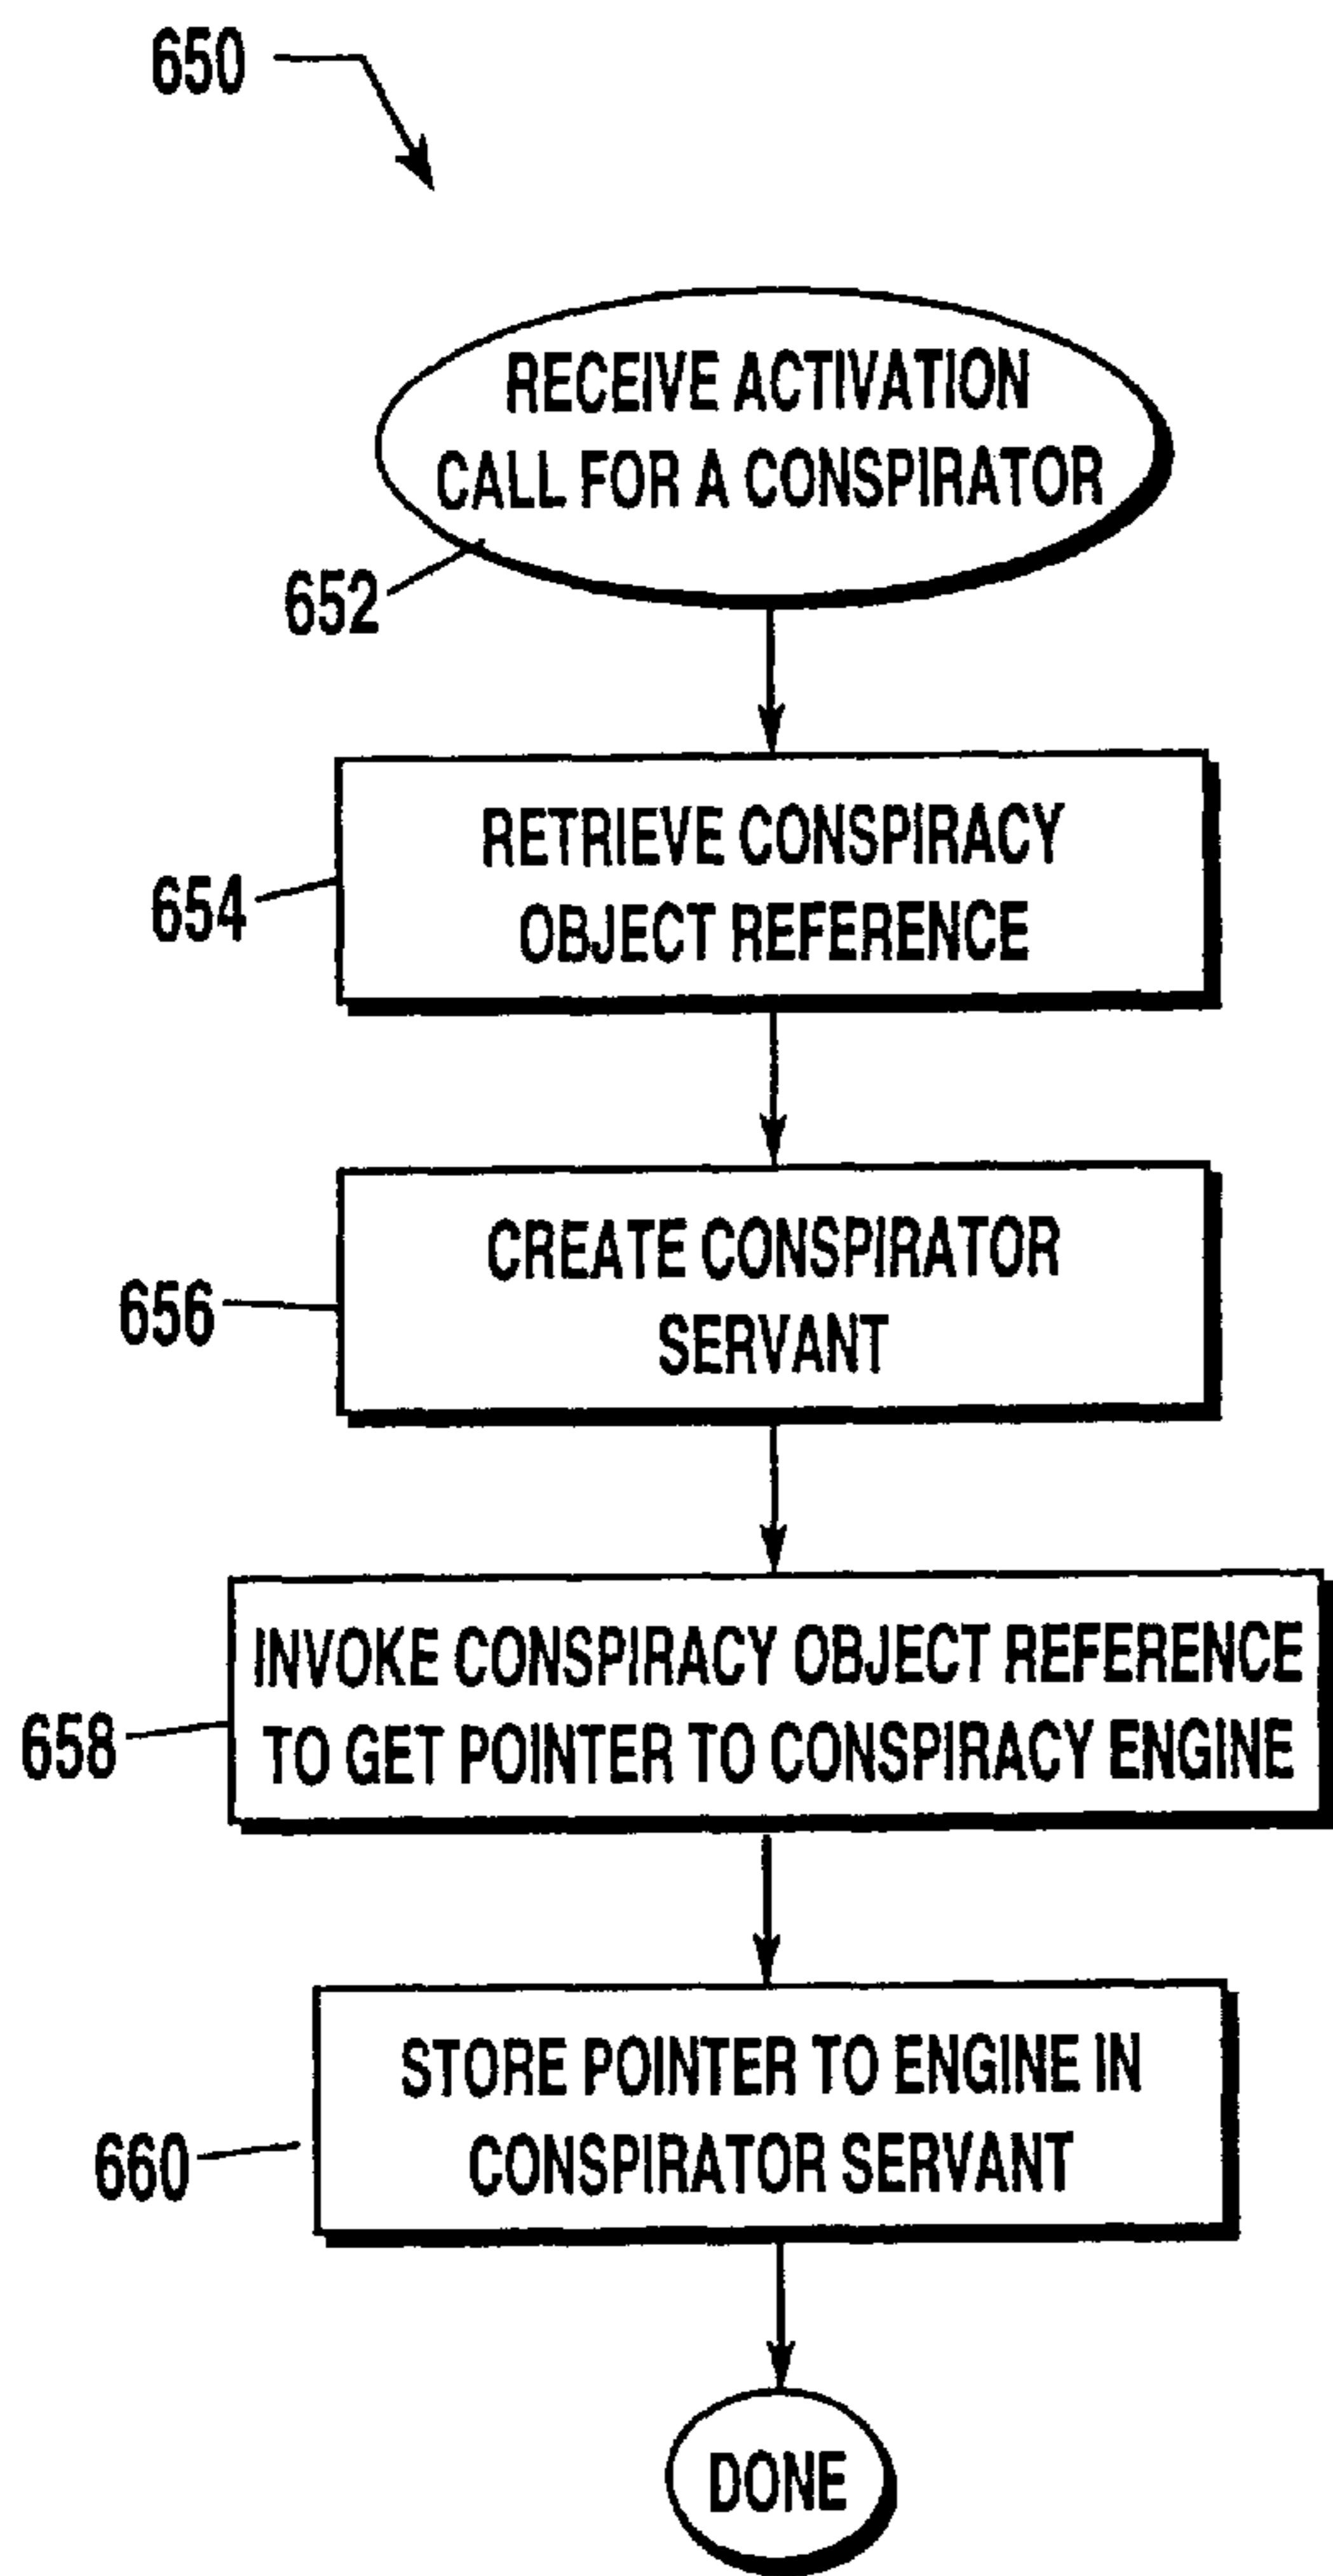 650
RECEIVE ACTIVATION
CALL FOR A CONSPIRATOR
652
RETRIEVE CONSPIRACY
OBJECT REFERENCE
654
CREATE CONSPIRATOR
SERVANT
656
INVOKE CONSPIRACY OBJECT REFERENCE
TO GET POINTER TO CONSPIRACY ENGINE
658
STORE POINTER TO ENGINE IN
CONSPIRATOR SERVANT
660
DONE